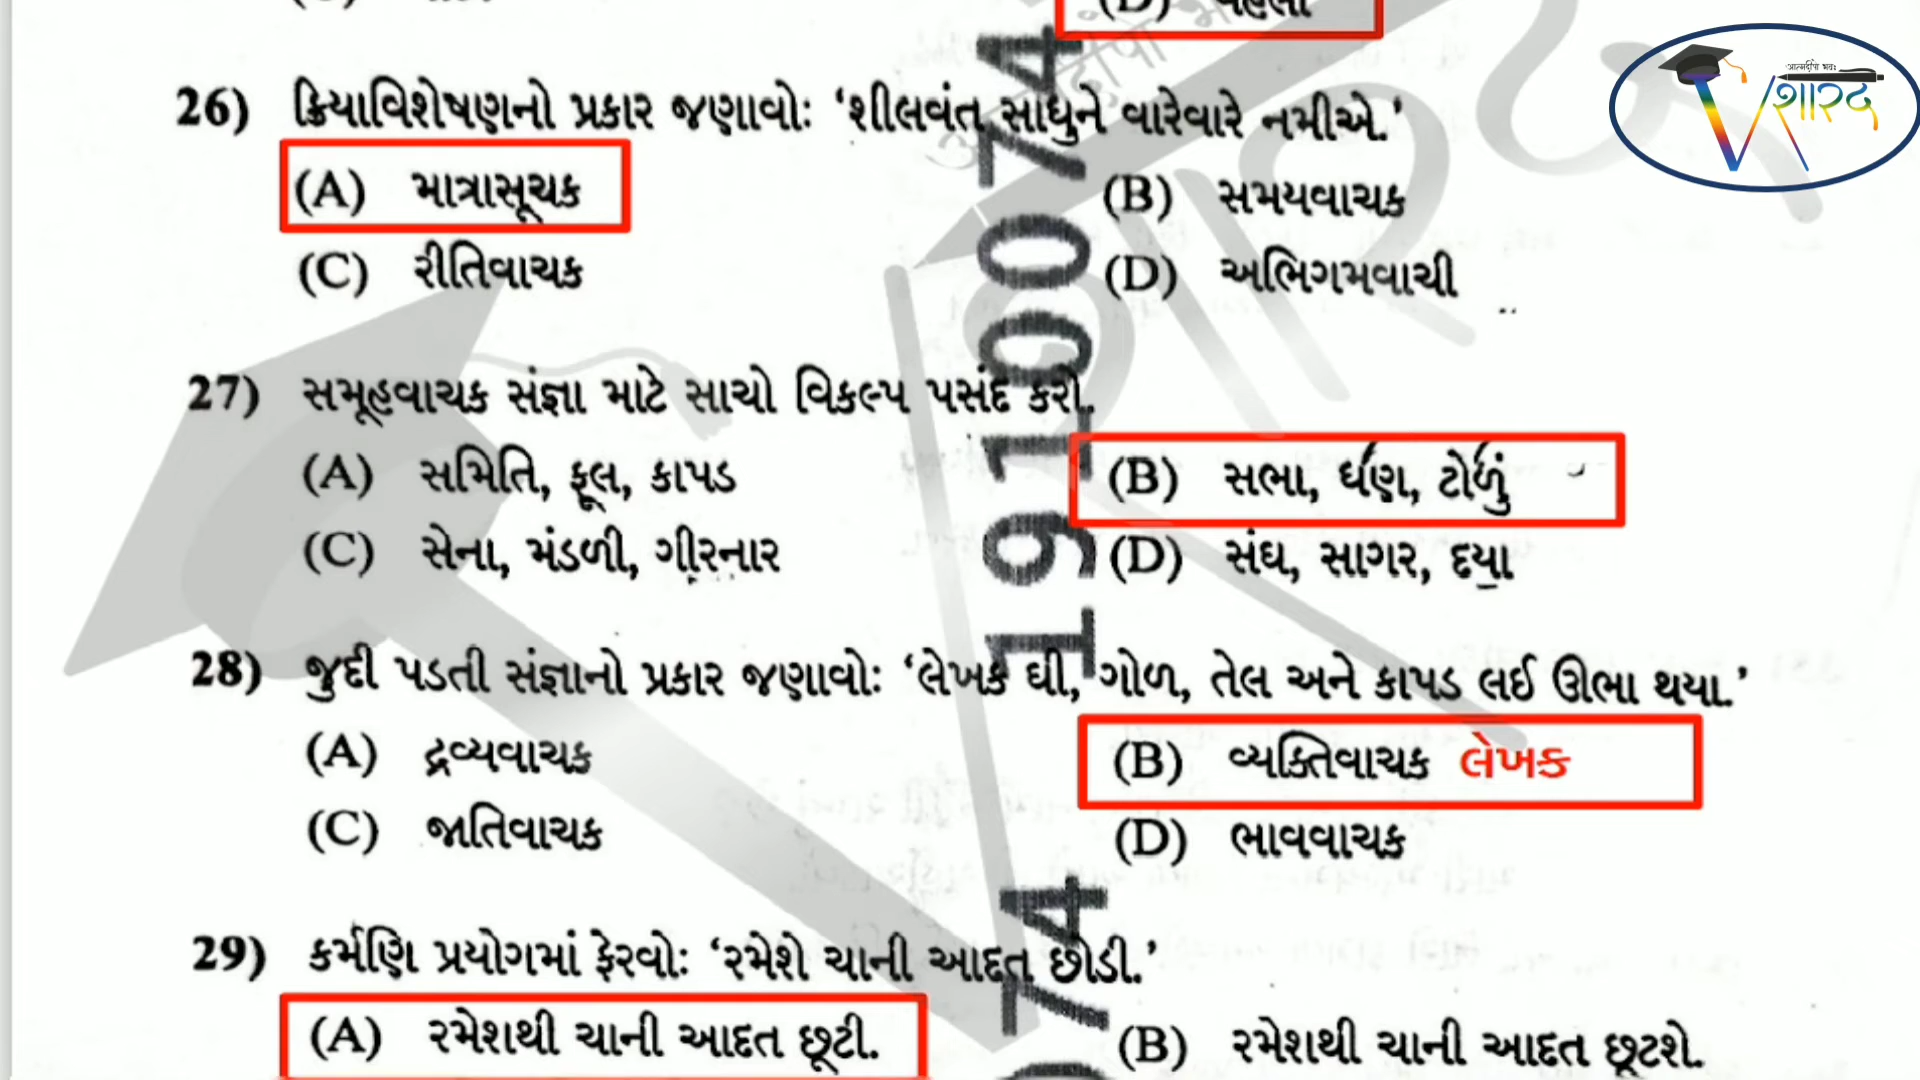 (D) પહેલો
26) ક્રિયાવિશેષણનો પ્રકાર જણાવો: ‘શીલવંત સાધુને વારેવારે નમીએ.’
(A) માત્રાસૂચક (B) સમયવાચક
(C) રીતિવાચક (D) અભિગમવાચી
27) સમૂહવાચક સંજ્ઞા માટે સાચો વિકલ્પ પસંદ કરો.
(A) સમિતિ, ફૂલ, કાપડ (B) સભા, ધણ, ટોળું
(C) સેના, મંડળી, ગીરનાર (D) સંઘ, સાગર, દયા
28) જુદી પડતી સંજ્ઞાનો પ્રકાર જણાવો: ‘લેખક ઘી, ગોળ, તેલ અને કાપડ લઈ ઊભા થયા.’
(A) દ્રવ્યવાચક (B) વ્યક્તિવાચક લેખક
(C) જાતિવાચક (D) ભાવવાચક
29) કર્મણિ પ્રયોગમાં ફેરવો: ‘રમેશે ચાની આદત છોડી.’
(A) રમેશથી ચાની આદત છૂટી. (B) રમેશથી ચાની આદત છૂટશે.
191007A
शारद